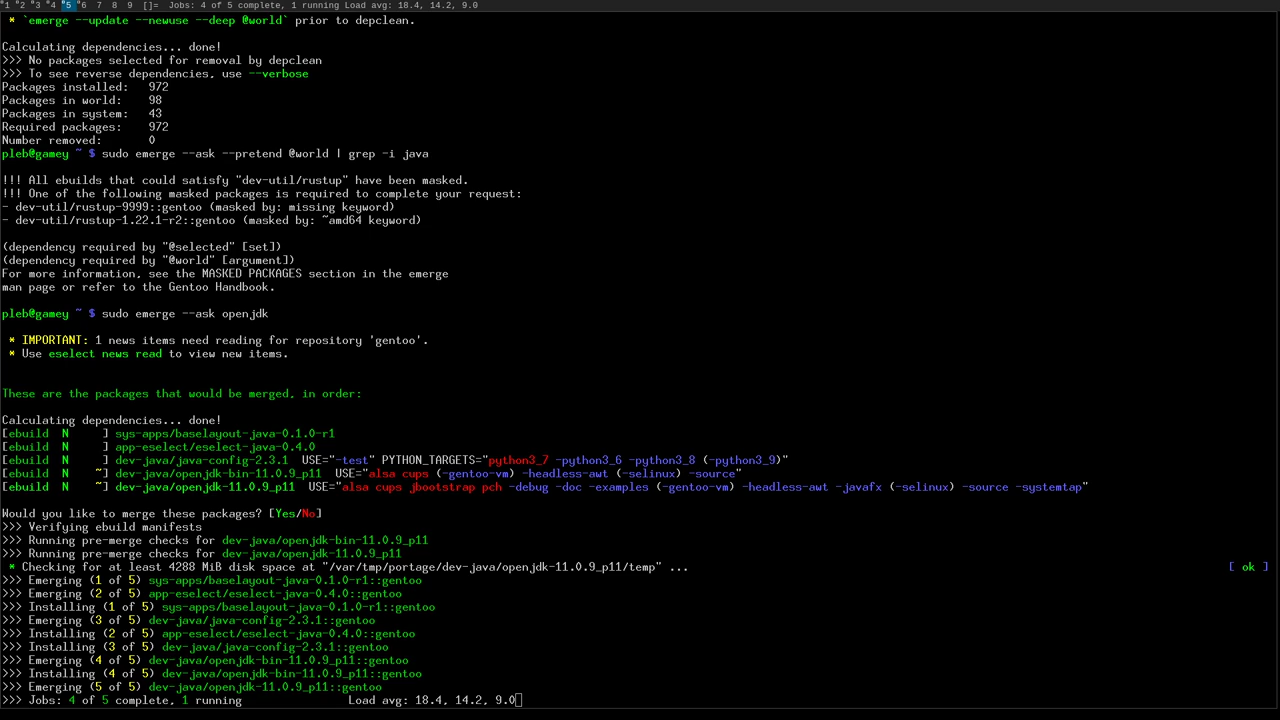 *1 *2 *3 *4 *5 *6 7 8 9 []= Jobs: 4 of 5 complete, 1 running Load avg: 18.4, 14.2, 9.0
 * `emerge --update --newuse --deep @world` prior to depclean.
Calculating dependencies... done!
>>> No packages selected for removal by depclean
>>> To see reverse dependencies, use --verbose
Packages installed:   972
Packages in world:    98
Packages in system:   43
Required packages:    972
Number removed:       0
pleb@gamey ~ $ sudo emerge --ask --pretend @world | grep -i java
!!! All ebuilds that could satisfy "dev-util/rustup" have been masked.
!!! One of the following masked packages is required to complete your request:
- dev-util/rustup-9999::gentoo (masked by: missing keyword)
- dev-util/rustup-1.22.1-r2::gentoo (masked by: ~amd64 keyword)
(dependency required by "@selected" [set])
(dependency required by "@world" [argument])
For more information, see the MASKED PACKAGES section in the emerge
man page or refer to the Gentoo Handbook.
pleb@gamey ~ $ sudo emerge --ask openjdk
 * IMPORTANT: 1 news items need reading for repository 'gentoo'.
 * Use eselect news read to view new items.
These are the packages that would be merged, in order:
Calculating dependencies... done!
[ebuild  N     ] sys-apps/baselayout-java-0.1.0-r1
[ebuild  N     ] app-eselect/eselect-java-0.4.0
[ebuild  N     ] dev-java/java-config-2.3.1  USE="-test" PYTHON_TARGETS="python3_7 -python3_6 -python3_8 (-python3_9)"
[ebuild  N    ~] dev-java/openjdk-bin-11.0.9_p11  USE="alsa cups (-gentoo-vm) -headless-awt (-selinux) -source"
[ebuild  N    ~] dev-java/openjdk-11.0.9_p11  USE="alsa cups jbootstrap pch -debug -doc -examples (-gentoo-vm) -headless-awt -javafx (-selinux) -source -systemtap"
Would you like to merge these packages? [Yes/No]
>>> Verifying ebuild manifests
>>> Running pre-merge checks for dev-java/openjdk-bin-11.0.9_p11
>>> Running pre-merge checks for dev-java/openjdk-11.0.9_p11
 * Checking for at least 4288 MiB disk space at "/var/tmp/portage/dev-java/openjdk-11.0.9_p11/temp" ... [ ok ]
>>> Emerging (1 of 5) sys-apps/baselayout-java-0.1.0-r1::gentoo
>>> Emerging (2 of 5) app-eselect/eselect-java-0.4.0::gentoo
>>> Installing (1 of 5) sys-apps/baselayout-java-0.1.0-r1::gentoo
>>> Emerging (3 of 5) dev-java/java-config-2.3.1::gentoo
>>> Installing (2 of 5) app-eselect/eselect-java-0.4.0::gentoo
>>> Installing (3 of 5) dev-java/java-config-2.3.1::gentoo
>>> Emerging (4 of 5) dev-java/openjdk-bin-11.0.9_p11::gentoo
>>> Installing (4 of 5) dev-java/openjdk-bin-11.0.9_p11::gentoo
>>> Emerging (5 of 5) dev-java/openjdk-11.0.9_p11::gentoo
>>> Jobs: 4 of 5 complete, 1 running                Load avg: 18.4, 14.2, 9.0